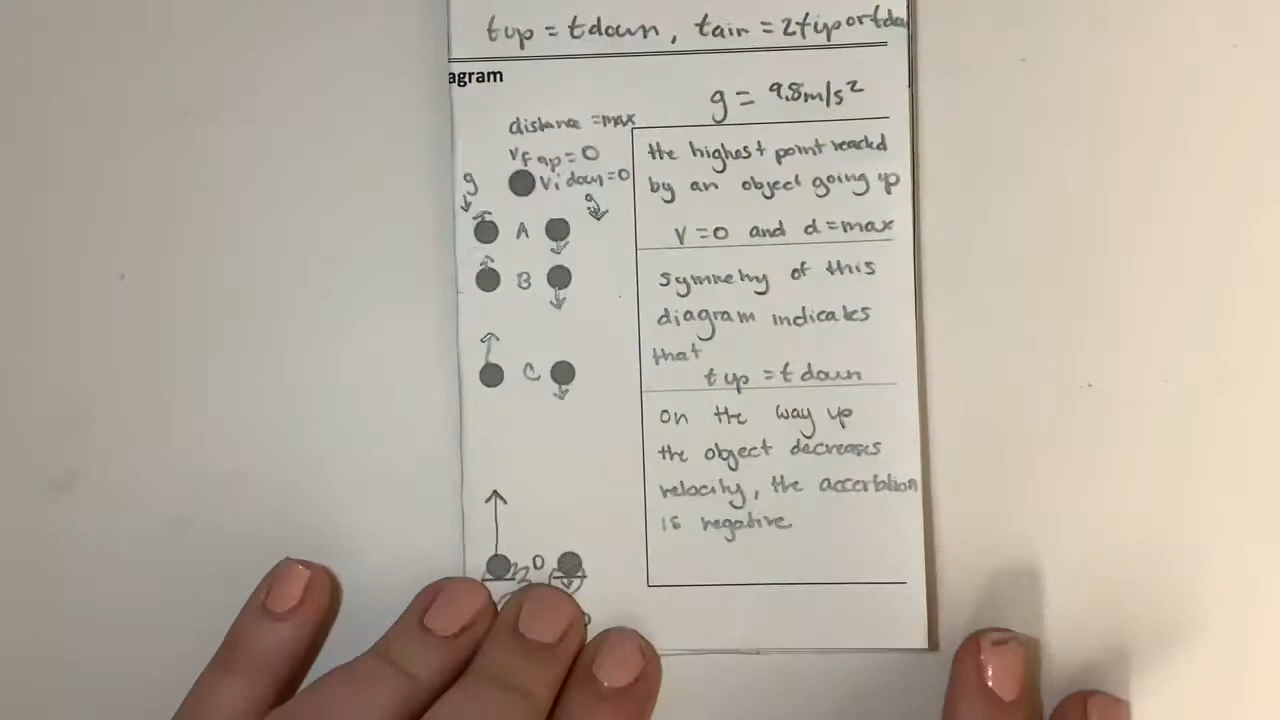 tup = tdown, tair = 2tup or tdo
agram
g = 9.8m/s²
distance = max
vf up = 0
g
vi down = 0
g
A
B
C
D
the highest point reached
by an object going up
v = 0 and d = max
symmetry of this
diagram indicates
that
tup = tdown
on the way up
the object decreases
velocity, the accerlation
is negative